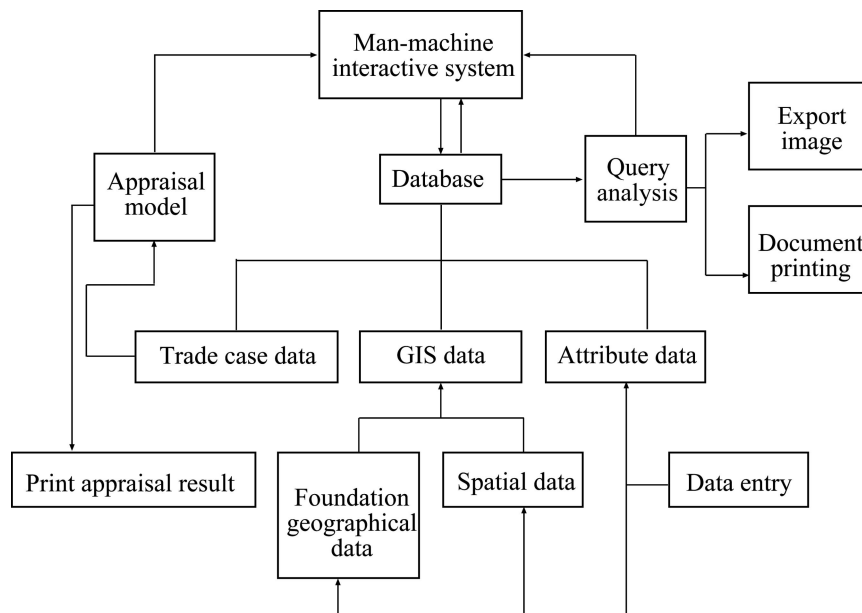 Man-machine
interactive system
Export
image
Appraisal
model
Database
Query
analysis
Document
printing
Trade case data
GIS data
Attribute data
Print appraisal result
Foundation
geographical
data
Spatial data
Data entry